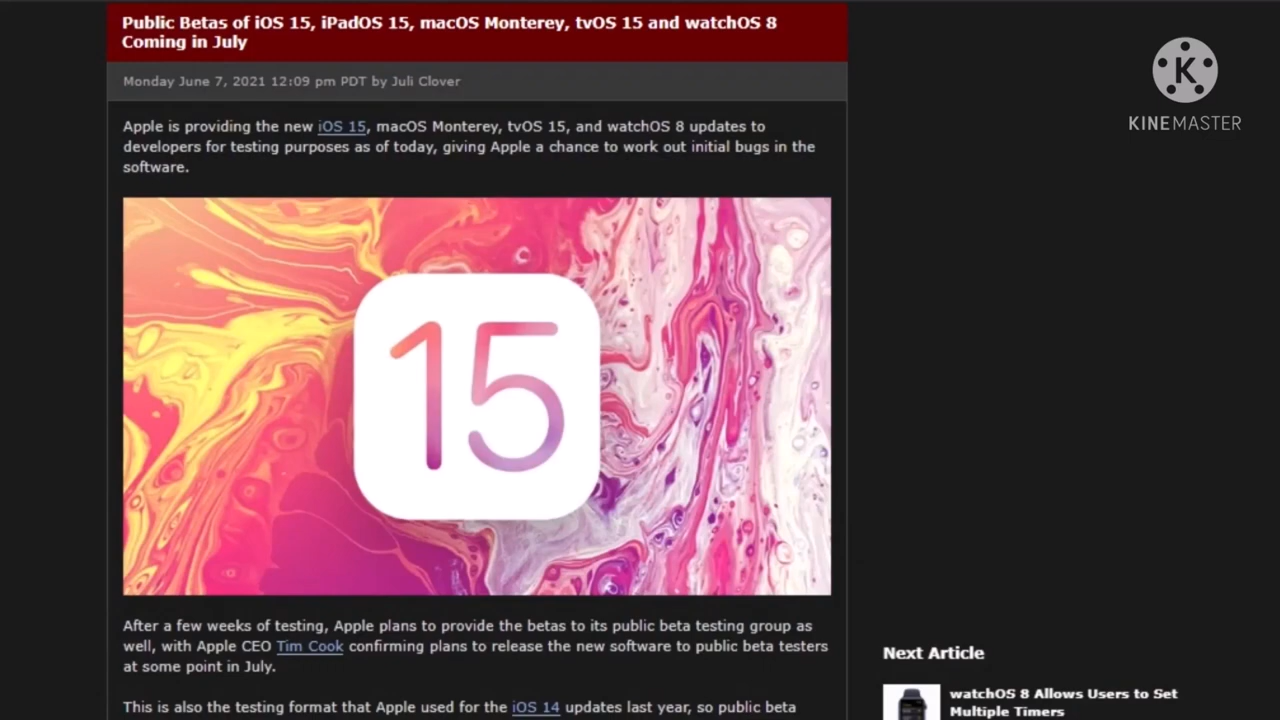 Public Betas of iOS 15, iPadOS 15, macOS Monterey, tvOS 15 and watchOS 8
Coming in July
Monday June 7, 2021 12:09 pm PDT by Juli Clover
K
KINEMASTER
Apple is providing the new iOS 15, macOS Monterey, tvOS 15, and watchOS 8 updates to
developers for testing purposes as of today, giving Apple a chance to work out initial bugs in the
software.
15
After a few weeks of testing, Apple plans to provide the betas to its public beta testing group as
well, with Apple CEO Tim Cook confirming plans to release the new software to public beta testers
at some point in July.
This is also the testing format that Apple used for the iOS 14 updates last year, so public beta
Next Article
watchOS 8 Allows Users to Set
Multiple Timers